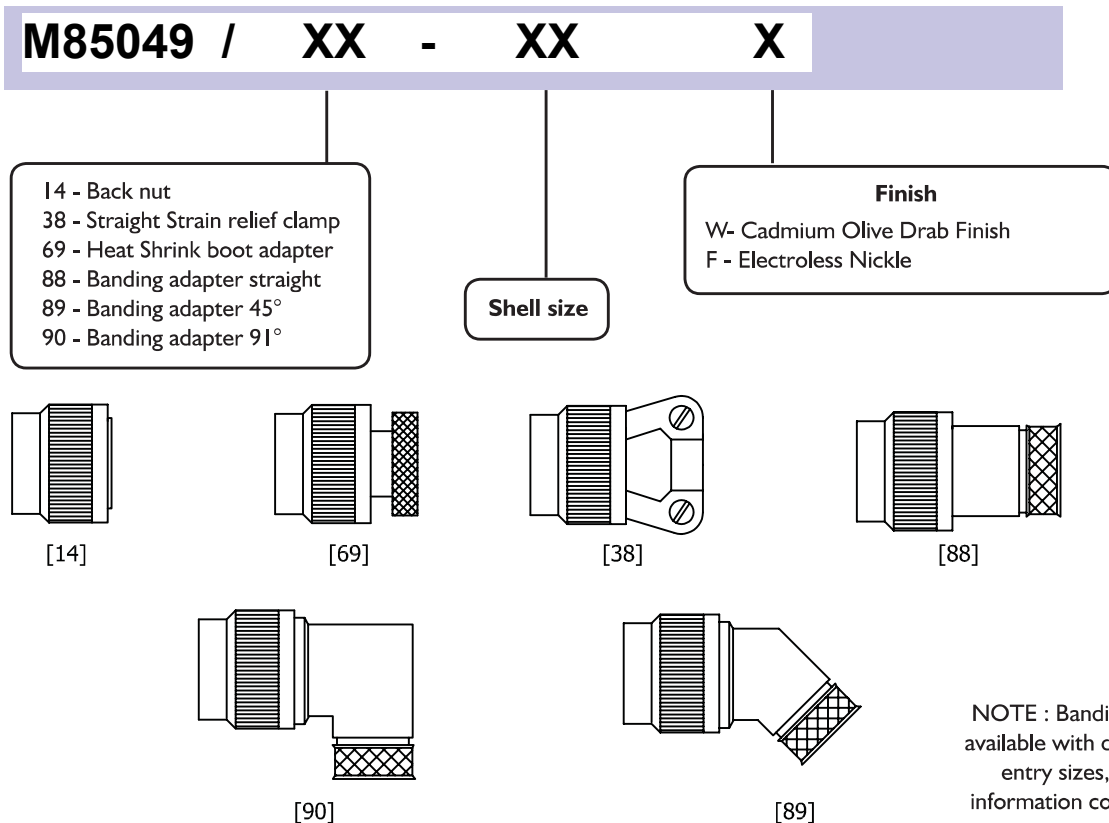 M85049 / XX - XX X
14 - Back nut
38 - Straight Strain relief clamp
69 - Heat Shrink boot adapter
88 - Banding adapter straight
89 - Banding adapter 45°
90 - Banding adapter 91°
Shell size
Finish
W- Cadmium Olive Drab Finish
F - Electroless Nickle
[14]
[69]
[38]
[88]
[90]
[89]
NOTE :
available with
entry sizes,
information